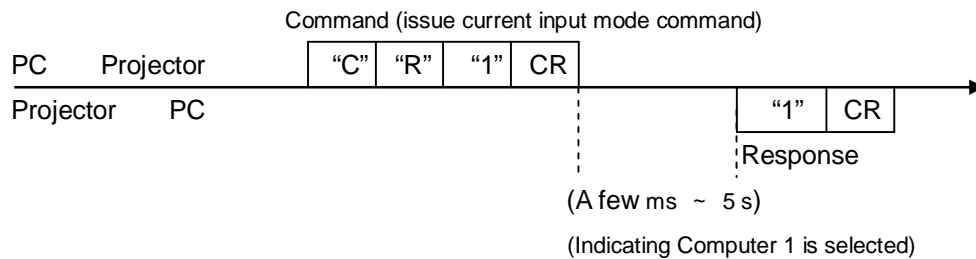 Command (issue current input mode command)
PC Projector “C” “R” “1” CR
Projector PC “1” CR
Response
(A few ms ~ 5 s)
(Indicating Computer 1 is selected)